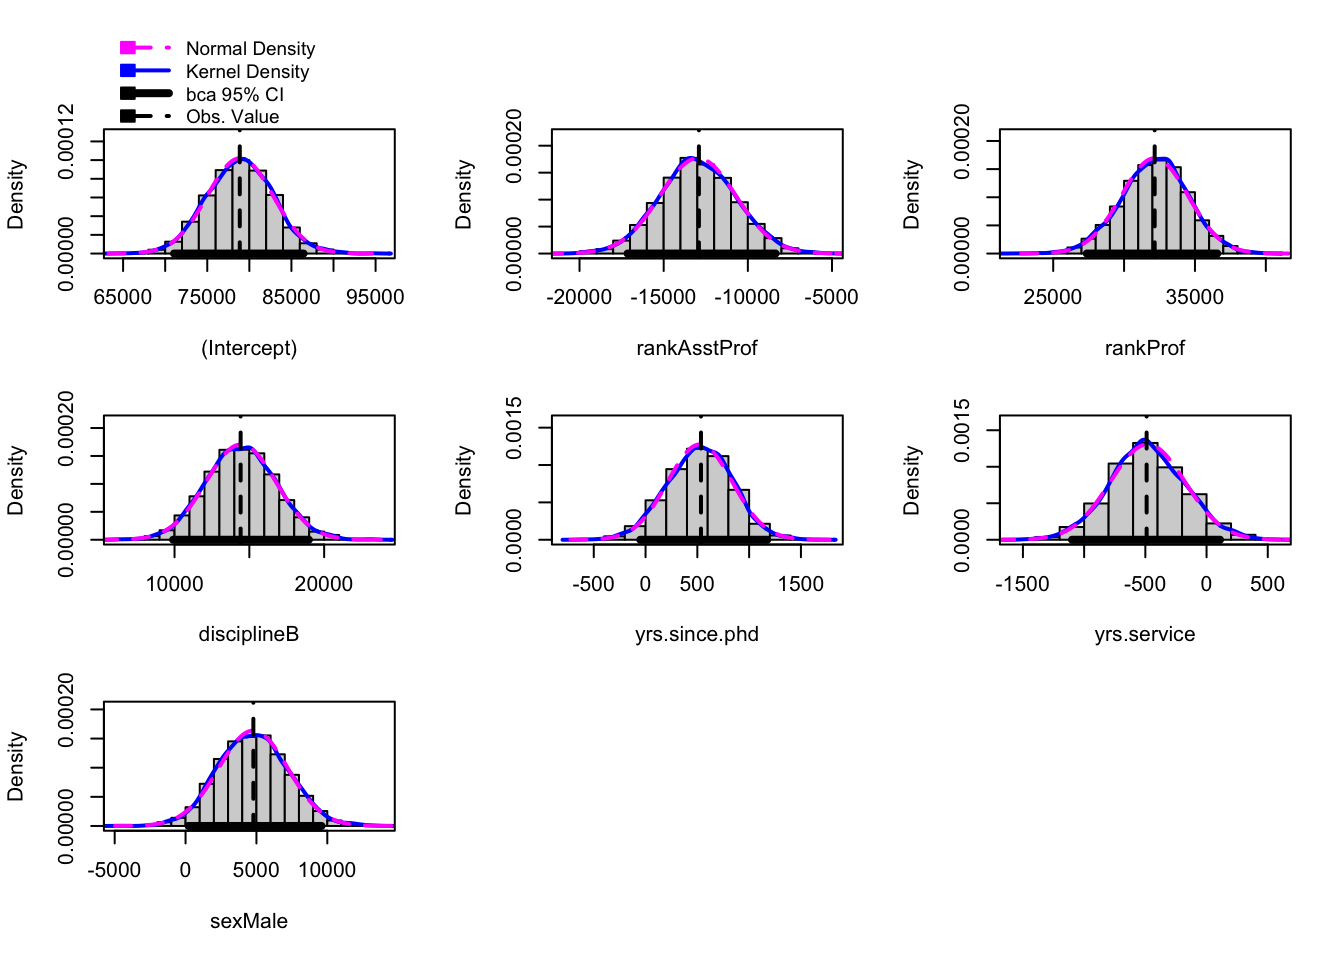 Normal Density
Kernel Density
bca 95% CI
Obs. Value
Density
0.00000 0.00012
65000 75000 85000 95000
(Intercept)
Density
0.00000 0.00020
-20000 -15000 -10000 -5000
rankAsstProf
Density
0.00000 0.00020
25000 35000
rankProf
Density
0.00000 0.00020
10000 20000
disciplineB
Density
0.0000 0.0015
-500 0 500 1500
yrs.since.phd
Density
0.0000 0.0015
-1500 -500 0 500
yrs.service
Density
0.00000 0.00020
-5000 0 5000 10000
sexMale